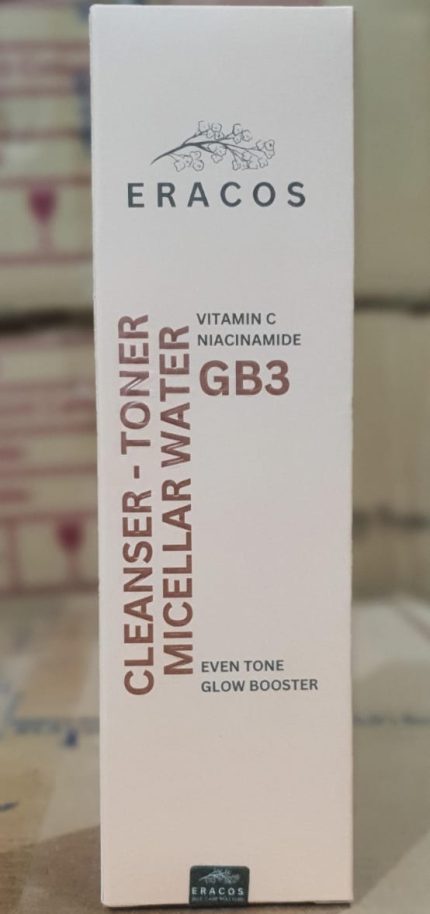 ERACOS
VITAMIN C
NIACINAMIDE
GB3
CLEANSER - TONER
MICELLAR WATER
EVEN TONE
GLOW BOOSTER
ERACOS